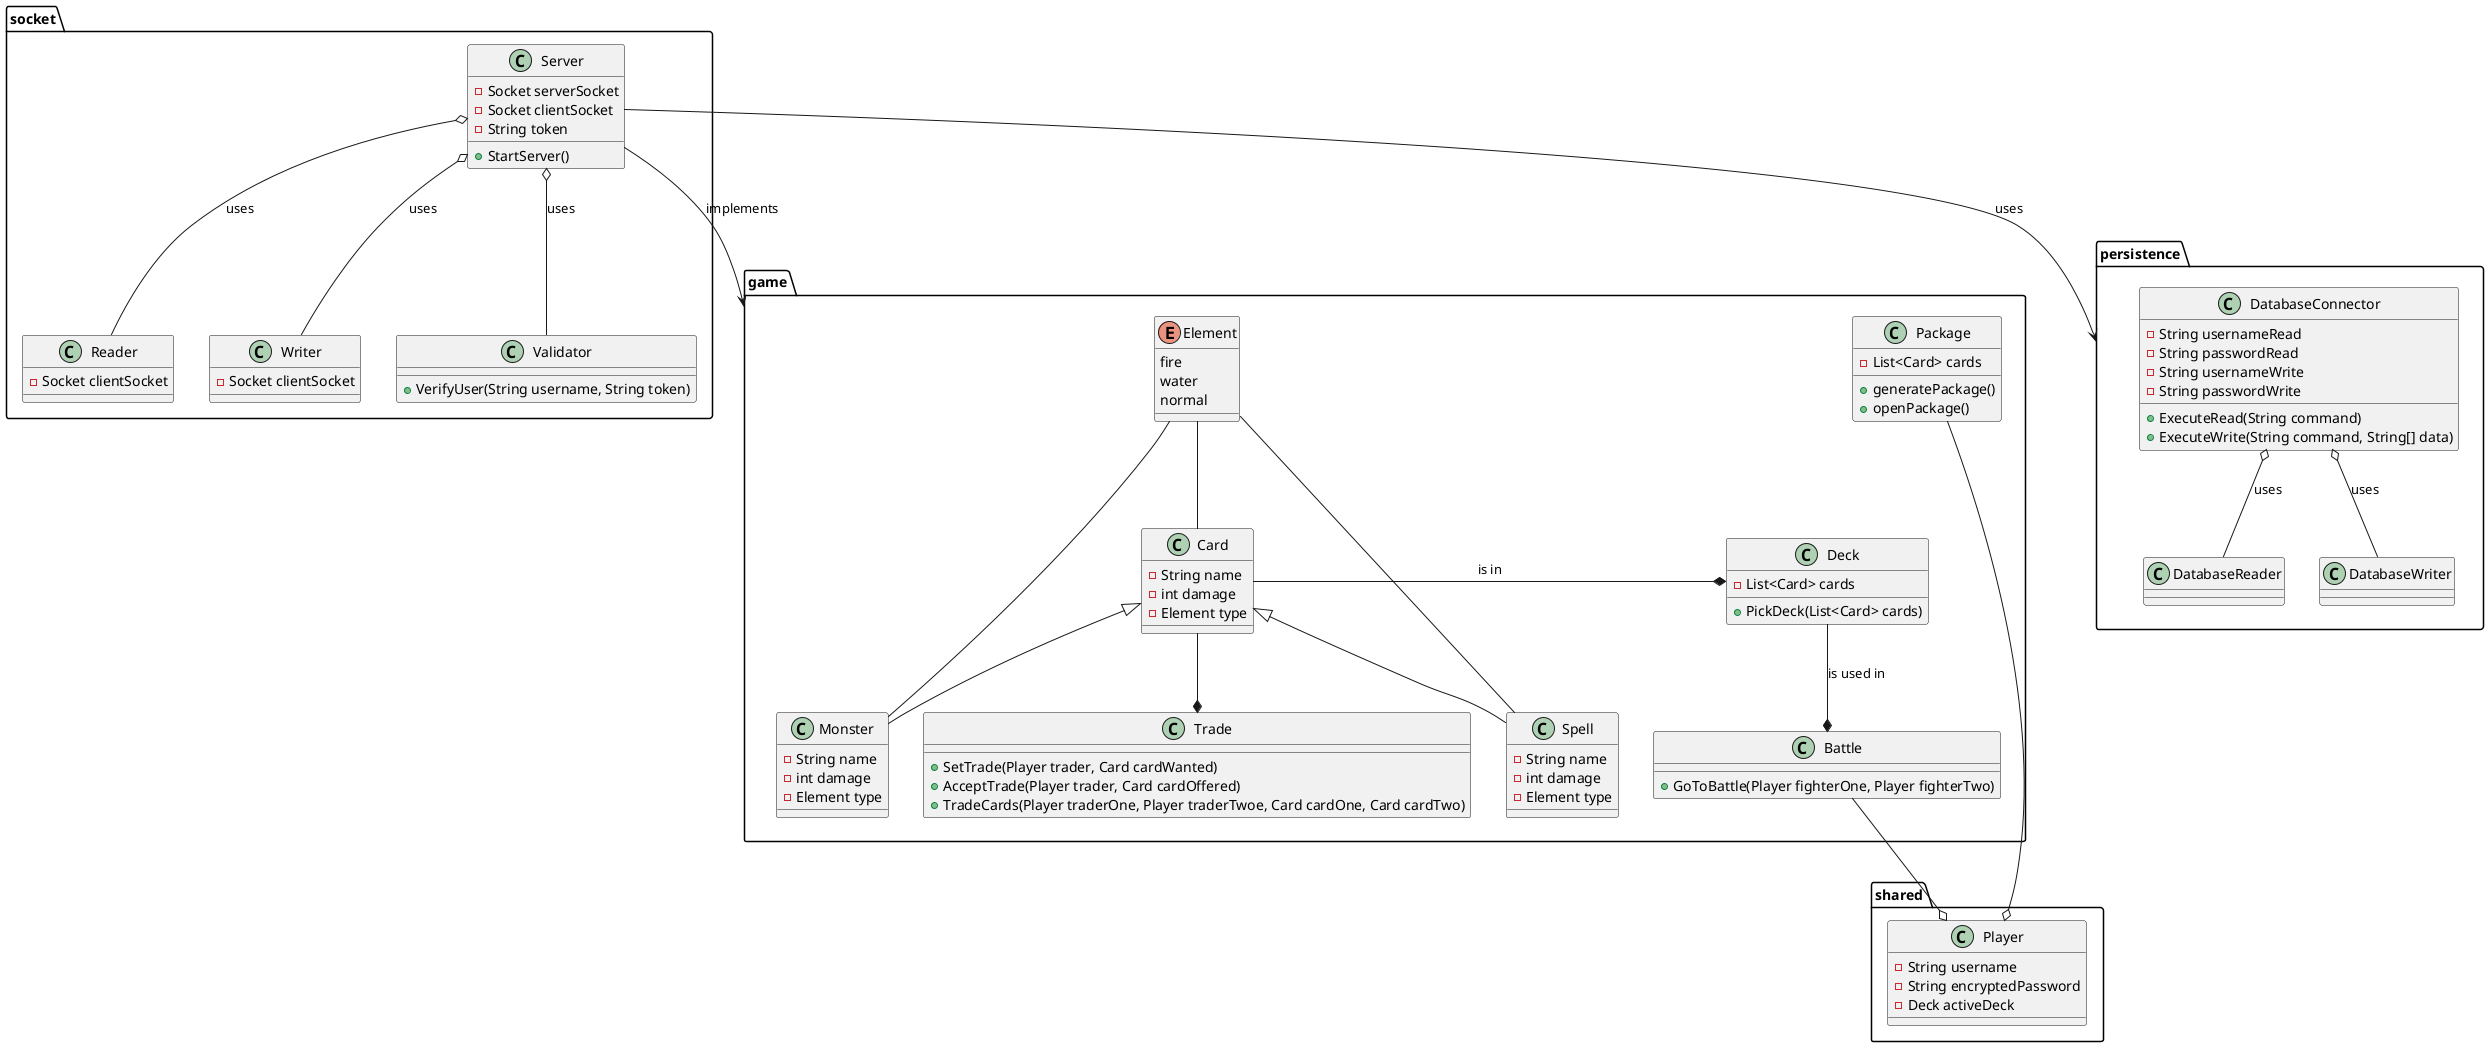 socket
Server
Socket serverSocket
Socket clientSocket
String token
StartServer()
uses
uses
uses
implements
uses
Reader
Socket clientSocket
Writer
Socket clientSocket
Validator
VerifyUser(String username, String token)
game
Element
fire
water
normal
Package
List<Card> cards
generatePackage()
openPackage()
Card
String name
int damage
Element type
is in
Deck
List<Card> cards
PickDeck(List<Card> cards)
is used in
Monster
String name
int damage
Element type
Trade
SetTrade(Player trader, Card cardWanted)
AcceptTrade(Player trader, Card cardOffered)
TradeCards(Player traderOne, Player traderTwoe, Card cardOne, Card cardTwo)
Spell
String name
int damage
Element type
Battle
GoToBattle(Player fighterOne, Player fighterTwo)
persistence
DatabaseConnector
String usernameRead
String passwordRead
String usernameWrite
String passwordWrite
ExecuteRead(String command)
ExecuteWrite(String command, String[] data)
uses
uses
DatabaseReader
DatabaseWriter
shared
Player
String username
String encryptedPassword
Deck activeDeck